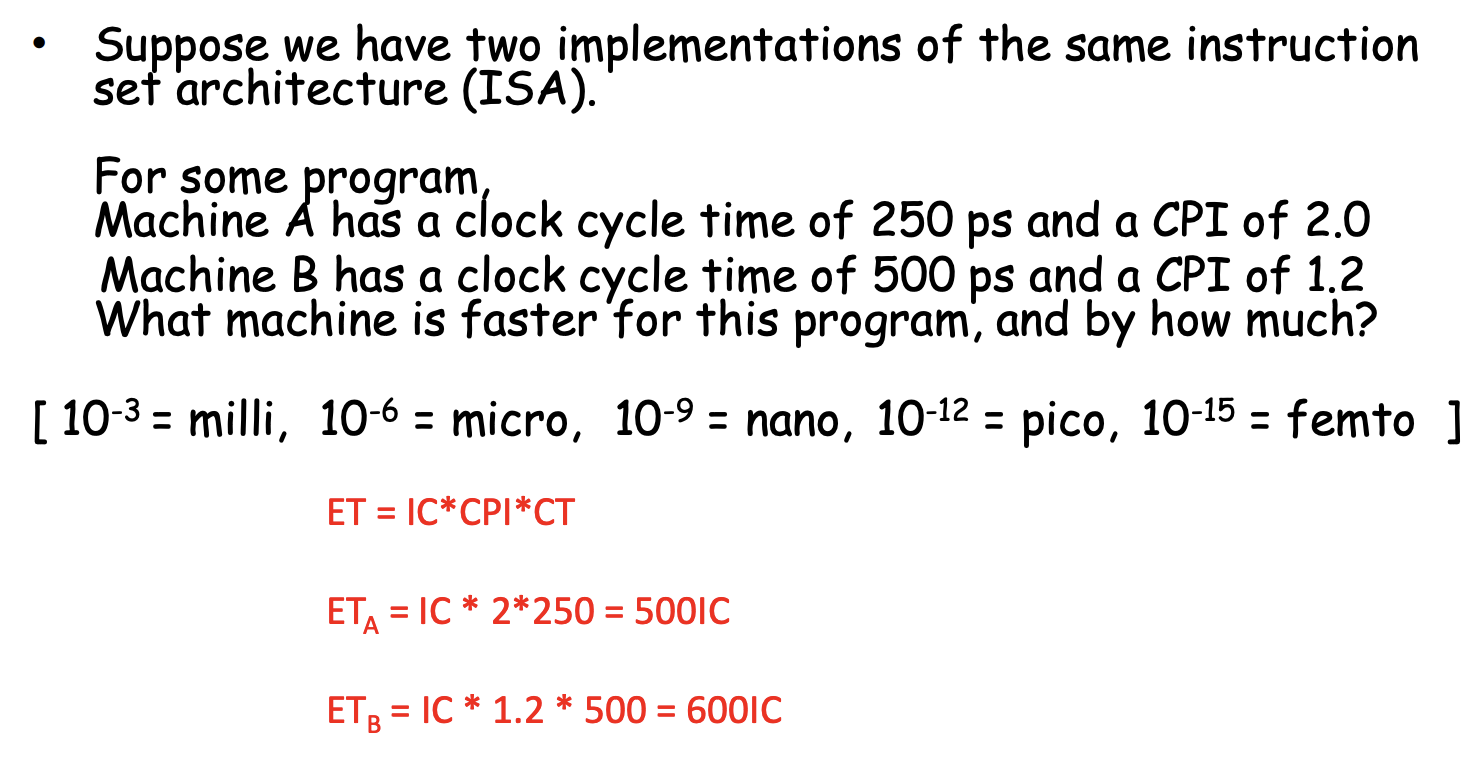 • Suppose we have two implementations of the same instruction
set architecture (ISA).
For some program,
Machine A has a clock cycle time of 250 ps and a CPI of 2.0
Machine B has a clock cycle time of 500 ps and a CPI of 1.2
What machine is faster for this program, and by how much?
[ 10⁻³ = milli, 10⁻⁶ = micro, 10⁻⁹ = nano, 10⁻¹² = pico, 10⁻¹⁵ = femto ]
ET = IC*CPI*CT
ET_A = IC * 2*250 = 500IC
ET_B = IC * 1.2 * 500 = 600IC